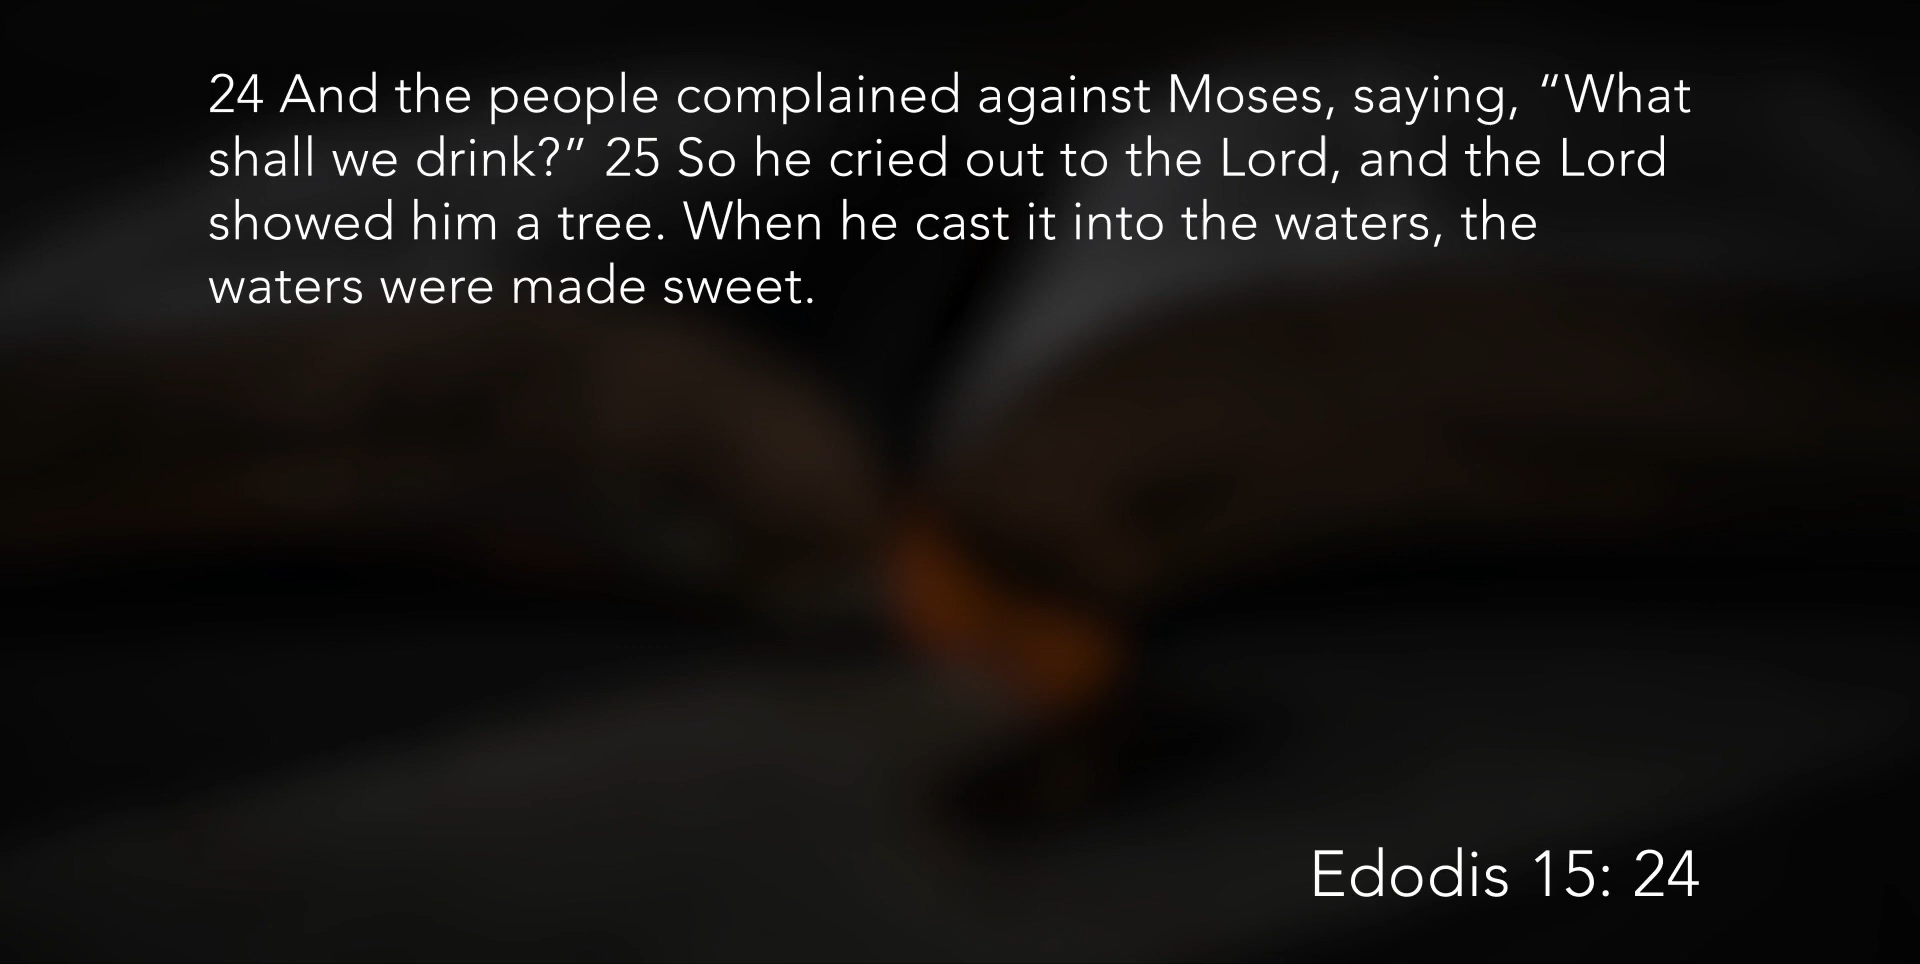 24 And the people complained against Moses, saying, “What
shall we drink?” 25 So he cried out to the Lord, and the Lord
showed him a tree. When he cast it into the waters, the
waters were made sweet.
Edodis 15: 24